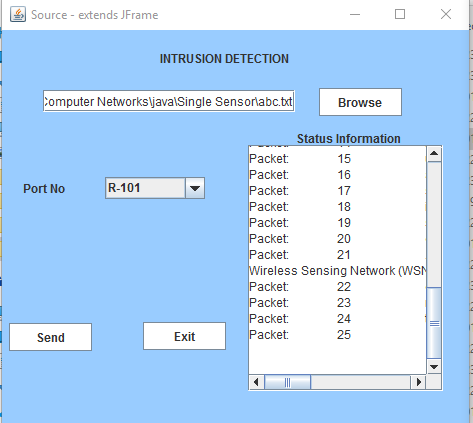 Source - extends JFrame
INTRUSION DETECTION
Computer Networks\java\Single Sensor\abc.txt
Browse
Status Information
Packet: 15
Packet: 16
Port No
R-101
Packet: 17
Packet: 18
Packet: 19
Packet: 20
Packet: 21
Wireless Sensing Network (WSN
Packet: 22
Packet: 23
Packet: 24
Packet: 25
Send
Exit